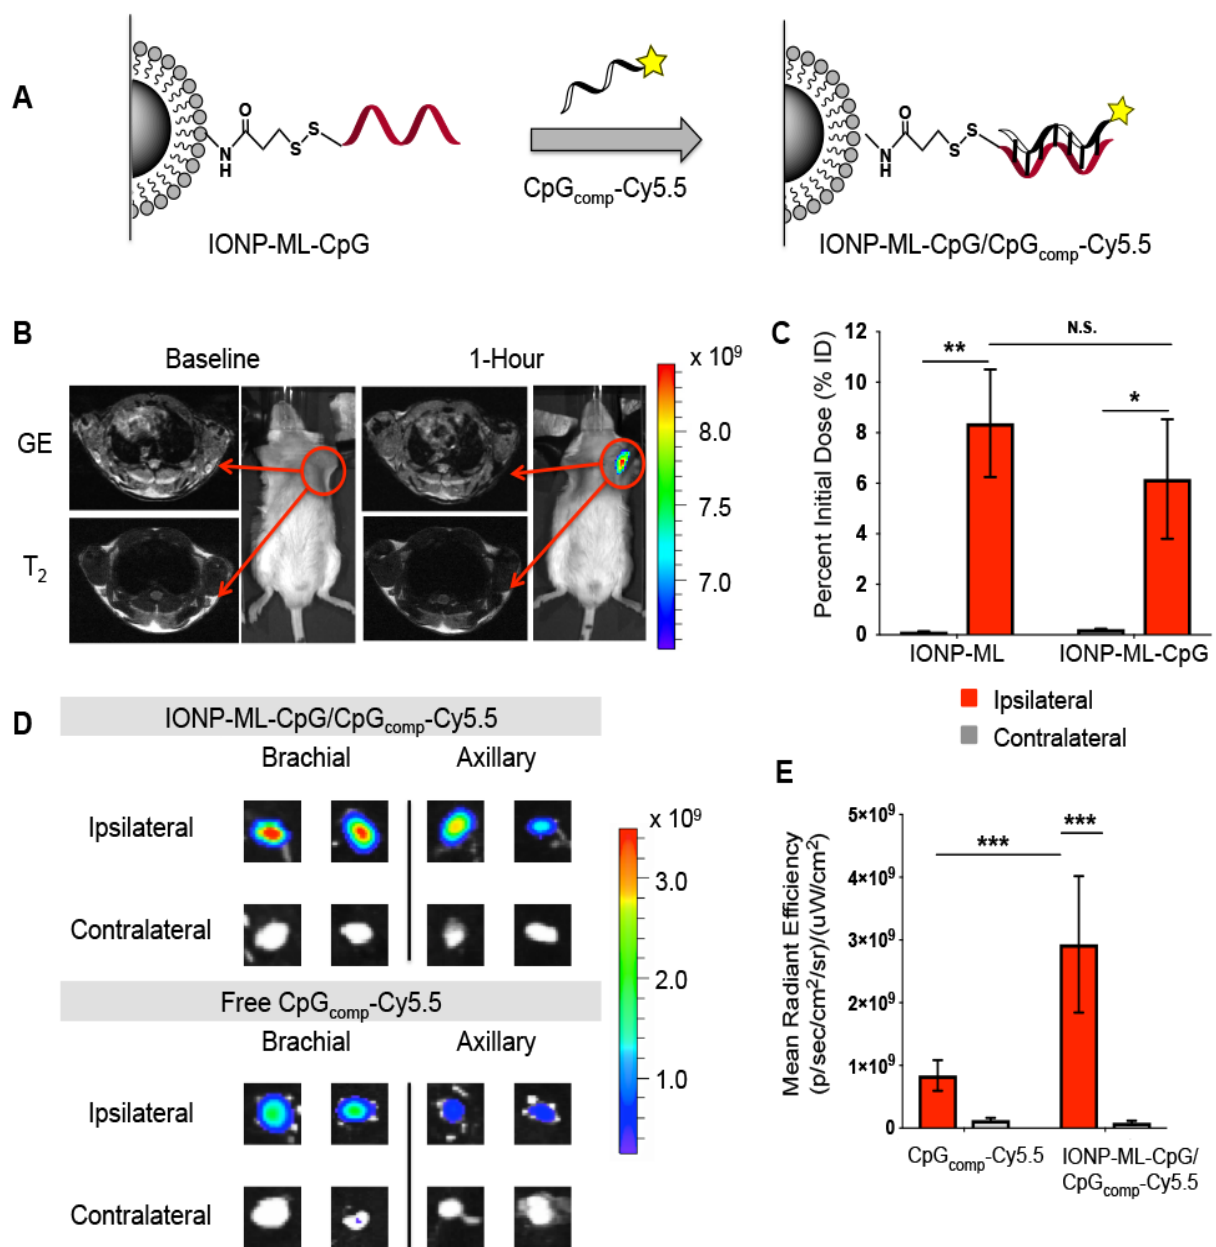 A
O
N
H
S
S
IONP-ML-CpG
CpGcomp-Cy5.5
O
N
H
S
S
IONP-ML-CpG/CpGcomp-Cy5.5
B
Baseline
1-Hour
x 10⁹
GE
T₂
8.0
7.5
7.0
C
Percent Initial Dose (% ID)
12
10
8
6
4
2
0
**
N.S.
*
IONP-ML
IONP-ML-CpG
Ipsilateral
Contralateral
D
IONP-ML-CpG/CpGcomp-Cy5.5
Brachial
Axillary
Ipsilateral
Contralateral
Free CpGcomp-Cy5.5
Brachial
Axillary
Ipsilateral
Contralateral
x 10⁹
3.0
2.0
1.0
E
Mean Radiant Efficiency
(p/sec/cm²/sr)/(uW/cm²)
5×10⁹
4×10⁹
3×10⁹
2×10⁹
1×10⁹
0
***
***
CpGcomp-Cy5.5
IONP-ML-CpG/
CpGcomp-Cy5.5